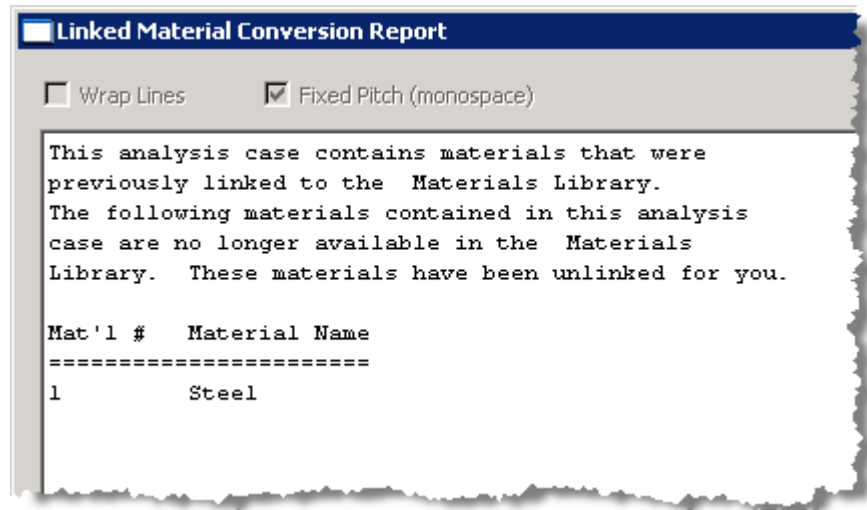 Linked Material Conversion Report
Wrap Lines Fixed Pitch (monospace)
This analysis case contains materials that were
previously linked to the  Materials Library.
The following materials contained in this analysis
case are no longer available in the  Materials
Library.  These materials have been unlinked for you.
Mat'l #   Material Name
=======================
1         Steel